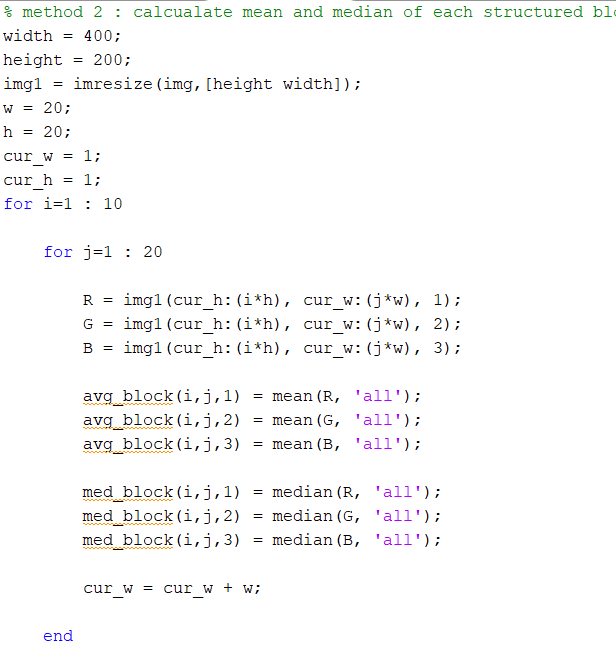 % method 2 : calcualate mean and median of each structured
width = 400;
height = 200;
img1 = imresize(img,[height width]);
w = 20;
h = 20;
cur_w = 1;
cur_h = 1;
for i=1 : 10
for j=1 : 20
R = img1(cur_h:(i*h), cur_w:(j*w), 1);
G = img1(cur_h:(i*h), cur_w:(j*w), 2);
B = img1(cur_h:(i*h), cur_w:(j*w), 3);
avg_block(i,j,1) = mean(R, 'all');
avg_block(i,j,2) = mean(G, 'all');
avg_block(i,j,3) = mean(B, 'all');
med_block(i,j,1) = median(R, 'all');
med_block(i,j,2) = median(G, 'all');
med_block(i,j,3) = median(B, 'all');
cur_w = cur_w + w;
end